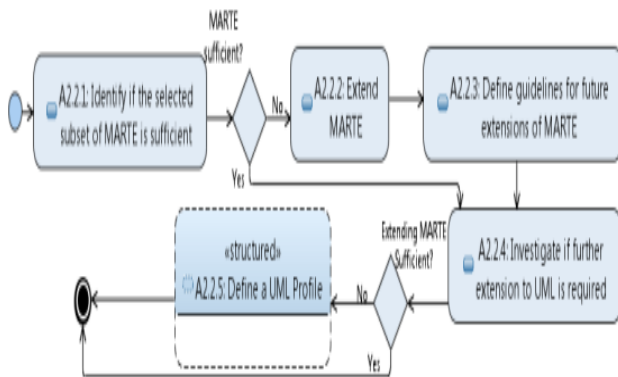 MARTE
sufficient?
A2.2.1: Identify if the selected
subset of MARTE is sufficient
No
A2.2.2: Extend
MARTE
A2.2.3: Define guidelines for future
extensions of MARTE
Yes
A2.2.4: Investigate if further
extension to UML is required
Extending MARTE
Sufficient?
No
«structured»
A2.2.5: Define a UML Profile
Yes